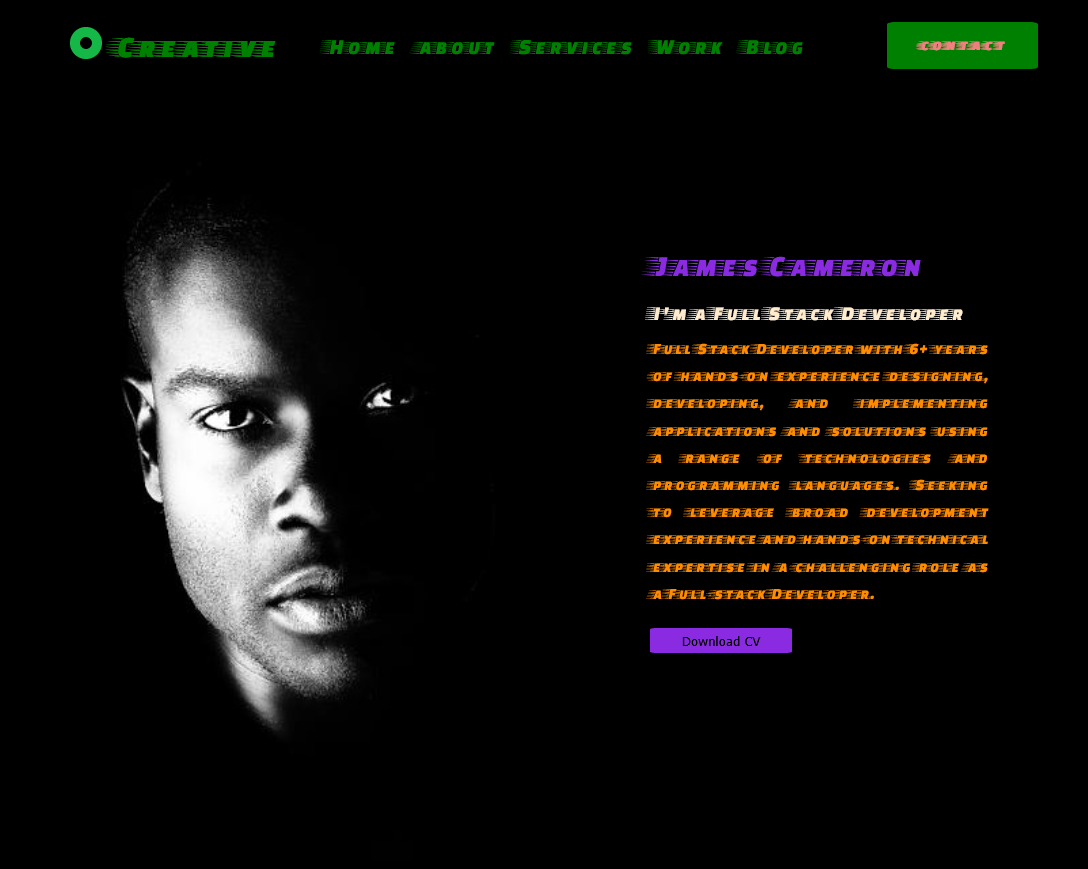 Creative Home about Services Work Blog contact
James Cameron
I'm a Full Stack Developer
Full Stack Developer with 6+ years
of hands-on experience designing,
developing, and implementing
applications and solutions using
a range of technologies and
programming languages. Seeking
to leverage broad development
experience and hands-on technical
expertise in a challenging role as
a Full-stack Developer.
Download CV